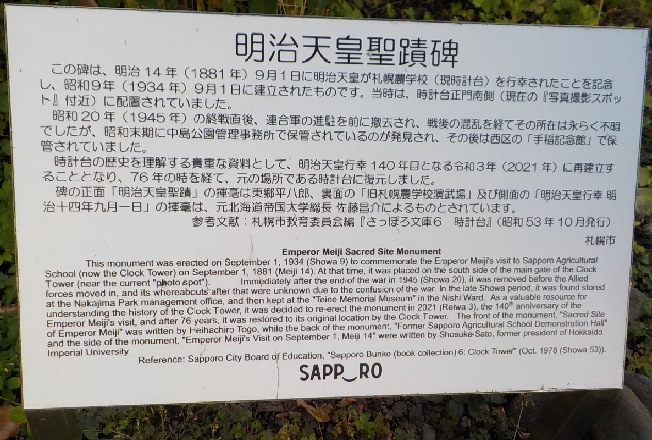 明治天皇聖蹟碑
この碑は、明治14年（1881年）9月1日に明治天皇が札幌農学校（現時計台）を行幸されたことを記念
し、昭和9年（1934年）9月1日に建立されたものです。当時は、時計台正門南側（現在の『写真撮影スポッ
ト』付近）に配置されていました。
昭和20年（1945年）の終戦直後、連合軍の進駐を前に撤去され、戦後の混乱を経てその所在は永らく不明
でしたが、昭和末期に中島公園管理事務所で保管されているのが発見され、その後は西区の「手稲記念館」で保
管されていました。
時計台の歴史を理解する貴重な資料として、明治天皇行幸140年目となる令和3年（2021年）に再建立す
ることとなり、76年の時を経て、元の場所である時計台に復元しました。
碑の正面「明治天皇聖蹟」の揮毫は東郷平八郎、裏面の「旧札幌農学校演武場」及び側面の「明治天皇行幸 明
治十四年九月一日」の揮毫は、元北海道帝国大学総長 佐藤昌介によるものとされています。
参考文献：札幌市教育委員会編『さっぽろ文庫6 時計台』（昭和53年10月発行）
札幌市
Emperor Meiji Sacred Site Monument
This monument was erected on September 1, 1934 (Showa 9) to commemorate the Emperor Meiji's visit to Sapporo Agricultural
School (now the Clock Tower) on September 1, 1881 (Meiji 14). At that time, it was placed on the south side of the main gate of the Clock
Tower (near the current "photo spot"). Immediately after the end of the war in 1945 (Showa 20), it was removed before the Allied
forces moved in, and its whereabouts after that were unknown due to the confusion of the war. In the late Showa period, it was found stored
at the Nakajima Park management office, and then kept at the "Teine Memorial Museum" in the Nishi Ward. As a valuable resource for
understanding the history of the Clock Tower, it was decided to re-erect the monument in 2021 (Reiwa 3), the 140th anniversary of the
Emperor Meiji's visit, and after 76 years, it was restored to its original location by the Clock Tower. The front of the monument, "Sacred Site
of Emperor Meiji" was written by Heihachiro Togo, while the back of the monument, "Former Sapporo Agricultural School Demonstration Hall"
and the side of the monument, "Emperor Meiji's Visit on September 1, Meiji 14" were written by Shosuke Sato, former president of Hokkaido
Imperial University
Reference: Sapporo City Board of Education, "Sapporo Bunko (book collection) 6: Clock Tower" (Oct. 1978 (Showa 53)).
SAPP_RO